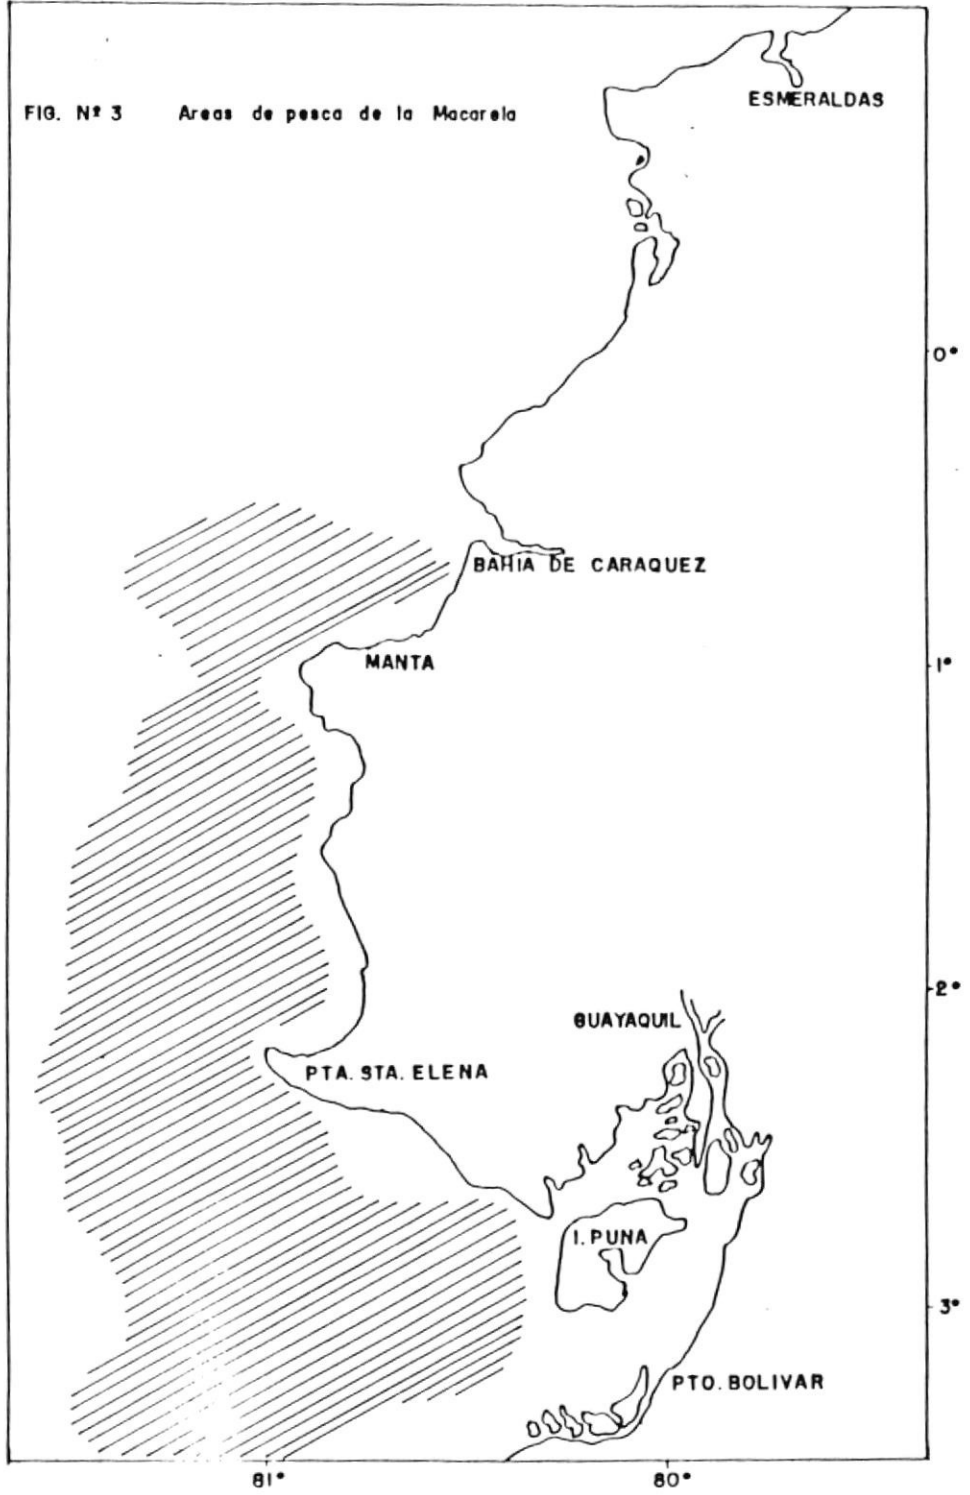 FIG. Nº 3 Areas de pesca de la Macarela
ESMERALDAS
0°
BAHIA DE CARAQUEZ
MANTA
1°
2°
GUAYAQUIL
PTA. STA. ELENA
I. PUNA
3°
PTO. BOLIVAR
81°
80°